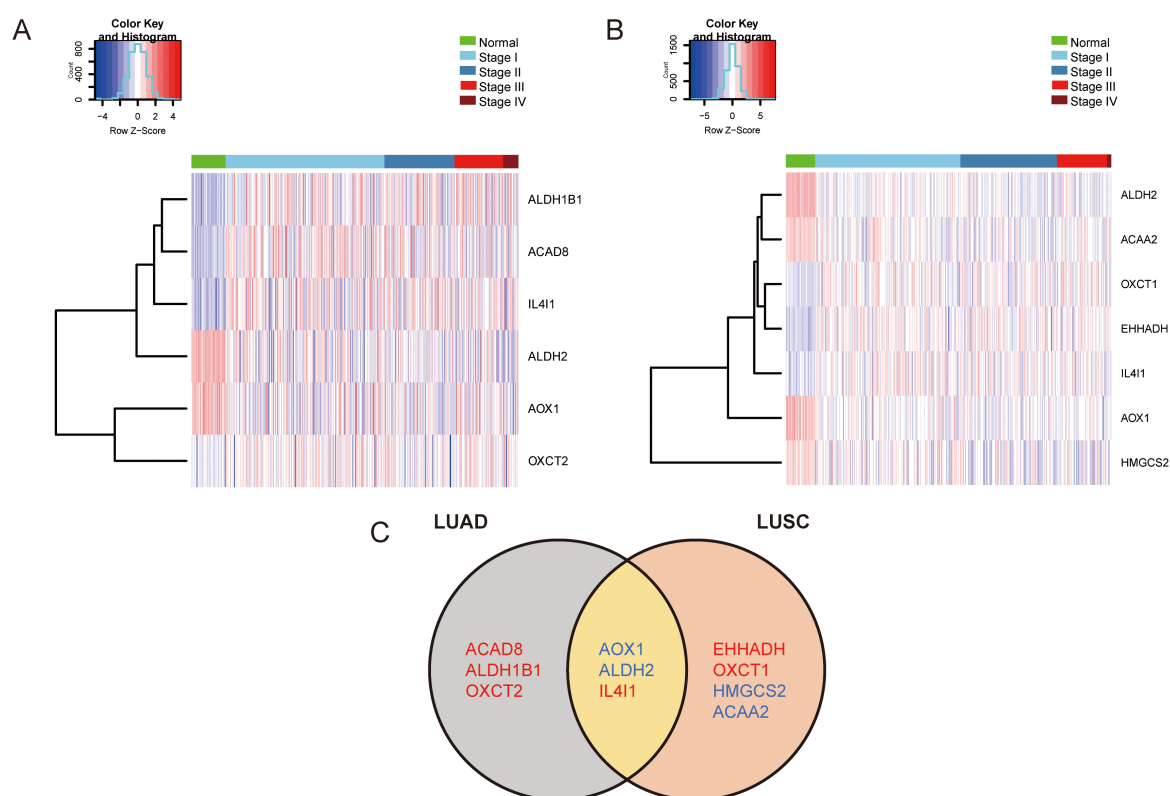 A
Color Key
and Histogram
Count
0 400 800
−4 0 2 4
Row Z−Score
Normal
Stage I
Stage II
Stage III
Stage IV
ALDH1B1
ACAD8
IL4I1
ALDH2
AOX1
OXCT2
B
Color Key
and Histogram
Count
0 500 1500
−5 0 5
Row Z−Score
Normal
Stage I
Stage II
Stage III
Stage IV
ALDH2
ACAA2
OXCT1
EHHADH
IL4I1
AOX1
HMGCS2
C
LUAD
LUSC
ACAD8
ALDH1B1
OXCT2
AOX1
ALDH2
IL4I1
EHHADH
OXCT1
HMGCS2
ACAA2